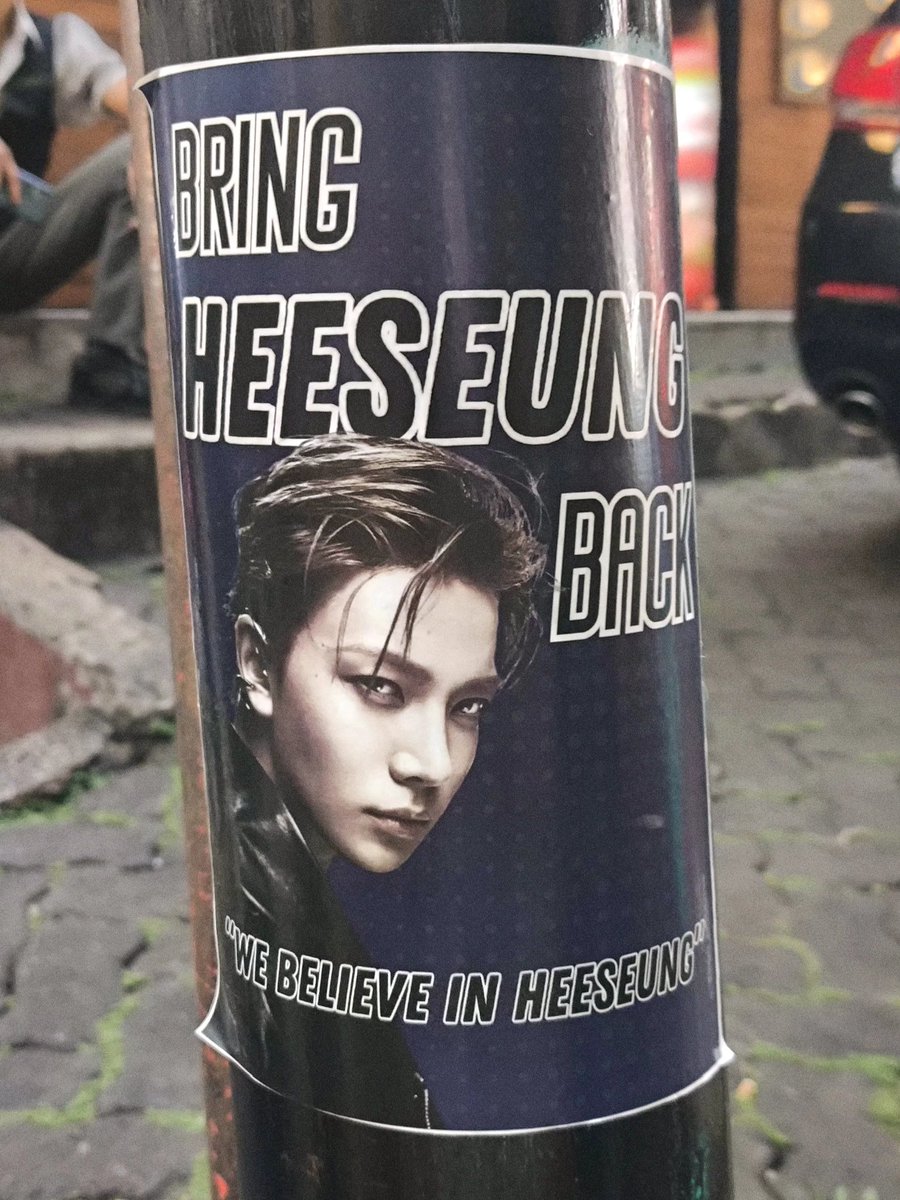 BRING
HEESEUNG
BACK
"WE BELIEVE IN HEESEUNG"